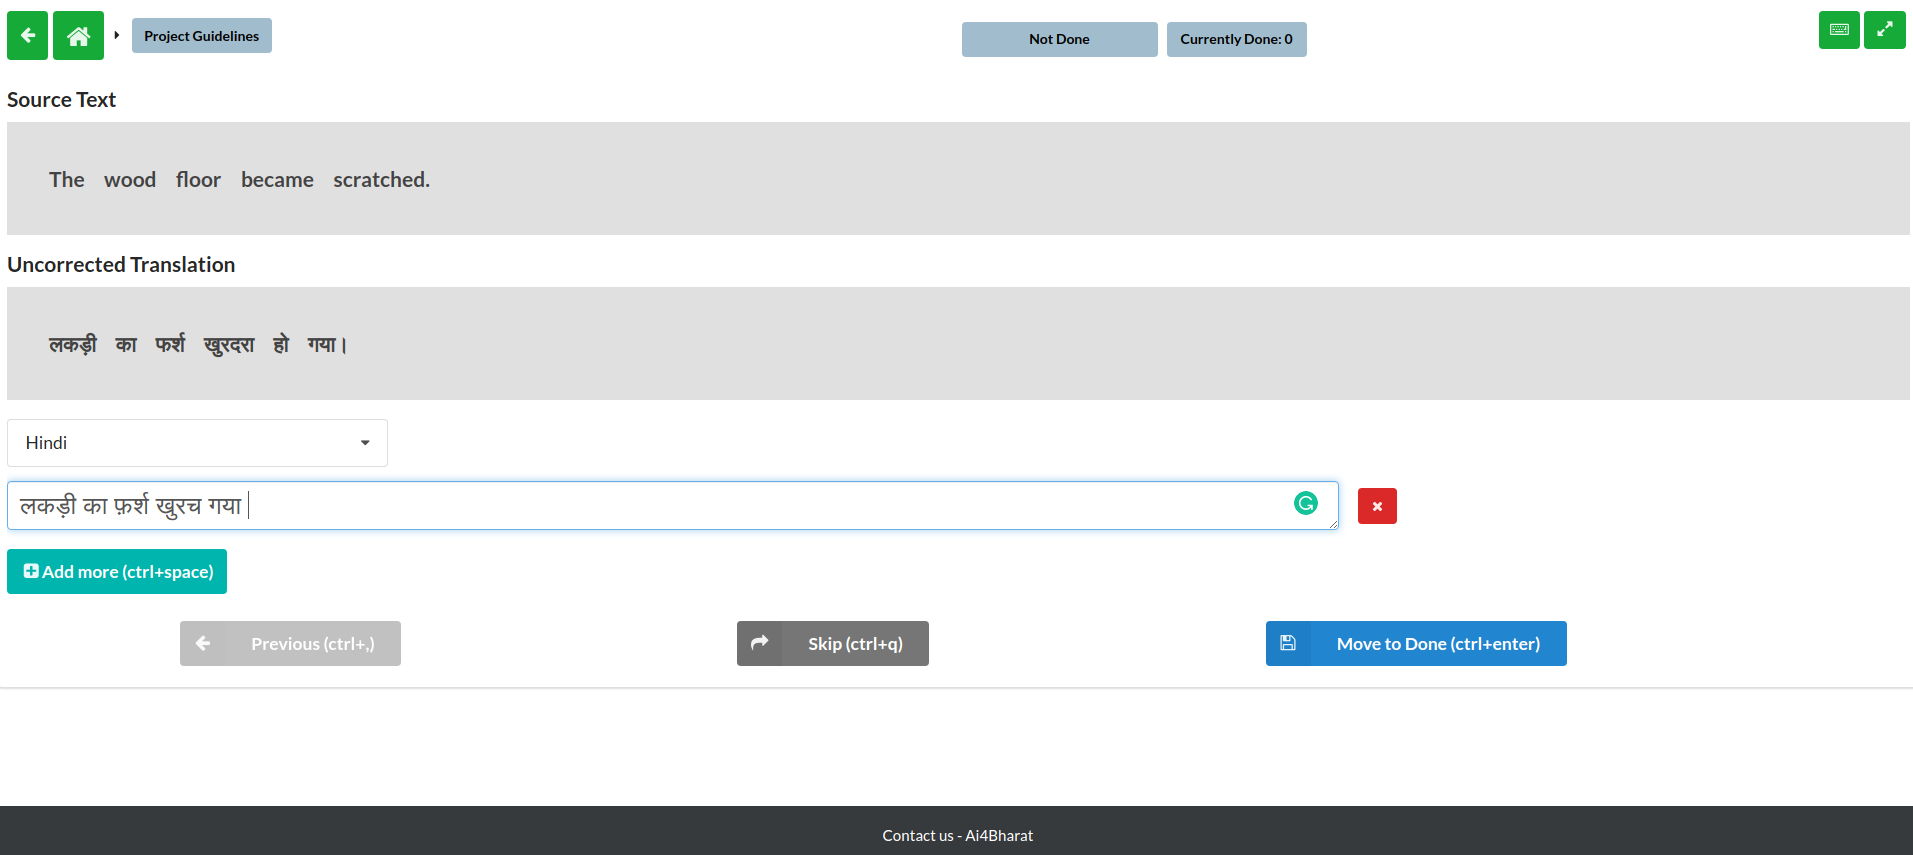 Project Guidelines
Not Done
Currently Done: 0
Source Text
The wood floor became scratched.
Uncorrected Translation
लकड़ी का फर्श खुरदरा हो गया।
Hindi
लकड़ी का फ़र्श खुरच गया
Add more (ctrl+space)
Previous (ctrl+,)
Skip (ctrl+q)
Move to Done (ctrl+enter)
Contact us - Ai4Bharat